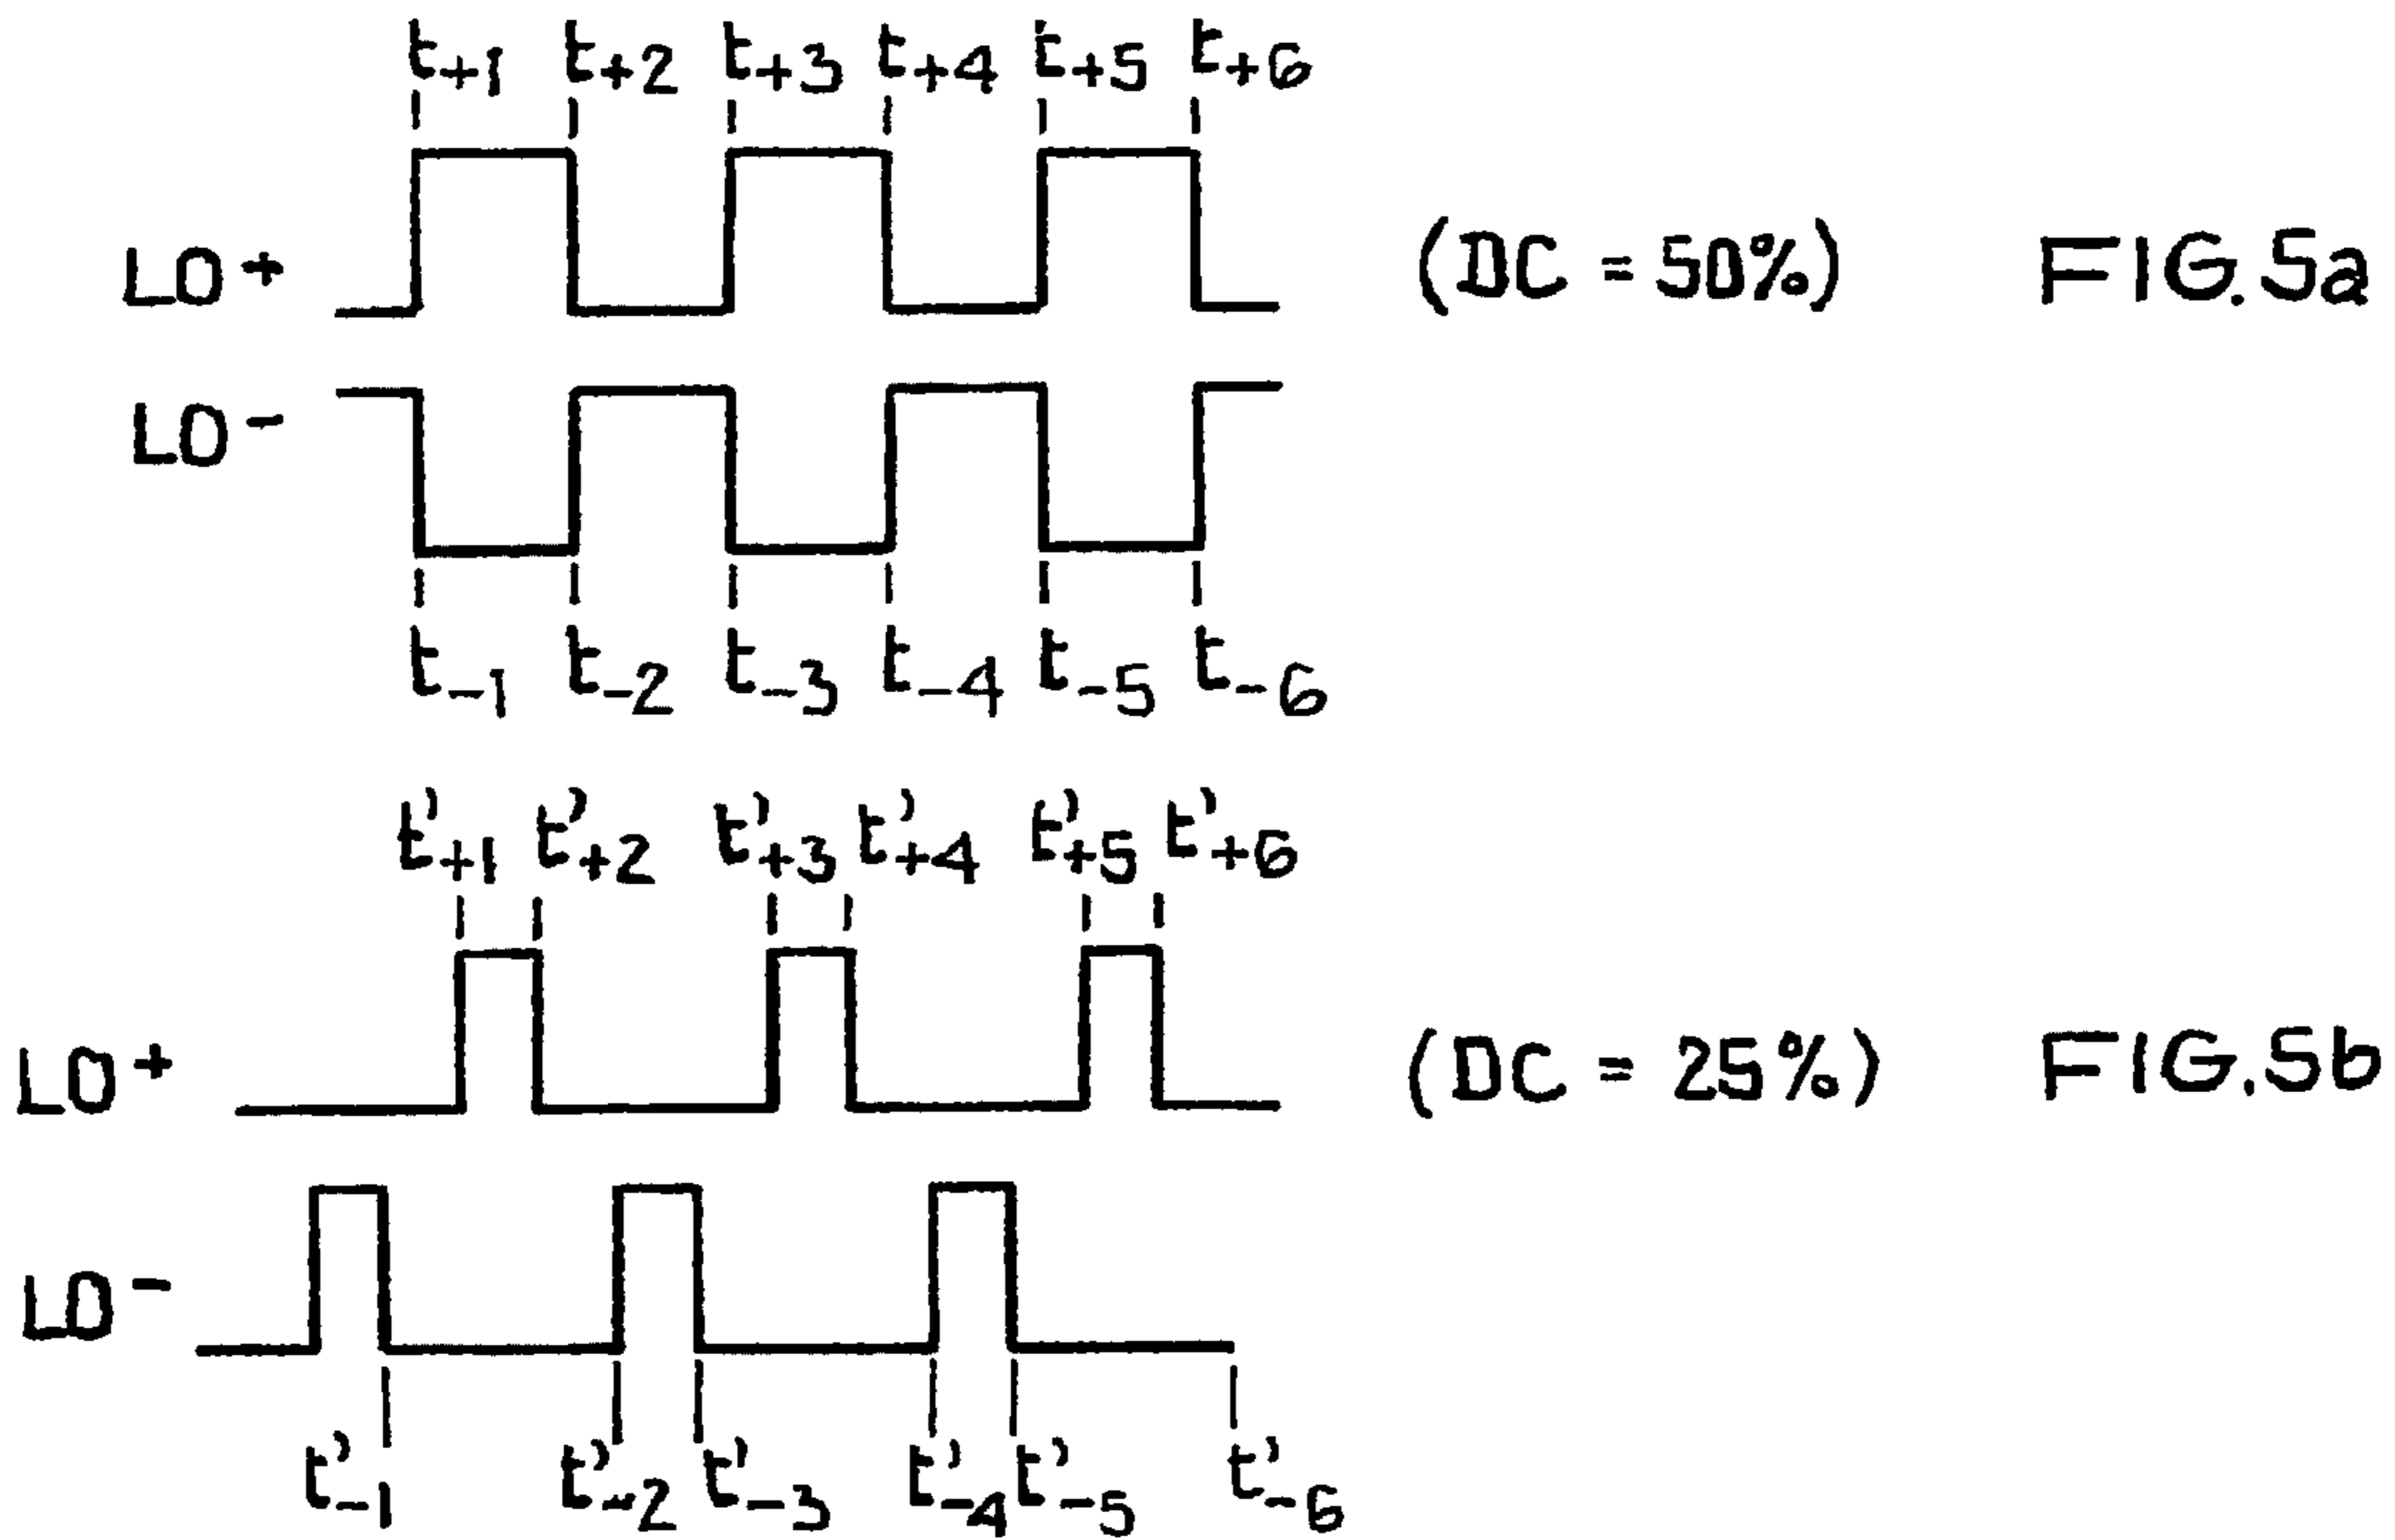 t+1 t+2 t+3 t+4 t+5 t+6
LO+ (DC = 50%) FIG.5a
LO-
t-1 t-2 t-3 t-4 t-5 t-6
t'+1 t'+2 t'+3 t'+4 t'+5 t'+6
LO+ (DC = 25%) FIG.5b
LO-
t'-1 t'-2 t'-3 t'-4 t'-5 t'-6